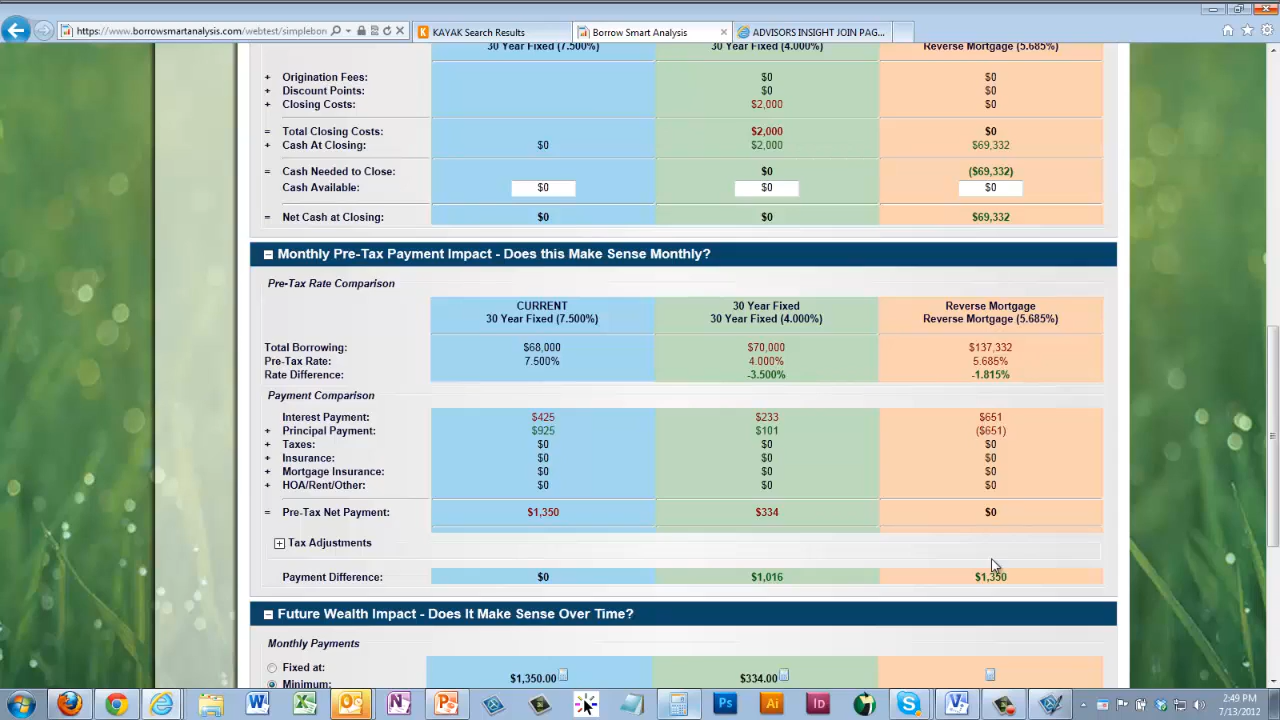 https://www.borrowsmartanalysis.com/webtest/simplebon
KAYAK Search Results
Borrow Smart Analysis
ADVISORS INSIGHT JOIN PAG...
30 Year Fixed (7.500%) 30 Year Fixed (4.000%) Reverse Mortgage (5.685%)
+ Origination Fees: $0 $0
+ Discount Points: $0 $0
+ Closing Costs: $2,000 $0
= Total Closing Costs: $2,000 $0
+ Cash At Closing: $0 $2,000 $69,332
= Cash Needed to Close: $0 ($69,332)
Cash Available: $0 $0 $0
= Net Cash at Closing: $0 $0 $69,332
Monthly Pre-Tax Payment Impact - Does this Make Sense Monthly?
Pre-Tax Rate Comparison
CURRENT 30 Year Fixed Reverse Mortgage
30 Year Fixed (7.500%) 30 Year Fixed (4.000%) Reverse Mortgage (5.685%)
Total Borrowing: $68,000 $70,000 $137,332
Pre-Tax Rate: 7.500% 4.000% 5.685%
Rate Difference: -3.500% -1.815%
Payment Comparison
Interest Payment: $425 $233 $651
+ Principal Payment: $925 $101 ($651)
+ Taxes: $0 $0 $0
+ Insurance: $0 $0 $0
+ Mortgage Insurance: $0 $0 $0
+ HOA/Rent/Other: $0 $0 $0
= Pre-Tax Net Payment: $1,350 $334 $0
Tax Adjustments
Payment Difference: $0 $1,016 $1,350
Future Wealth Impact - Does It Make Sense Over Time?
Monthly Payments
Fixed at:
Minimum: $1,350.00 $334.00
2:49 PM
7/13/2012